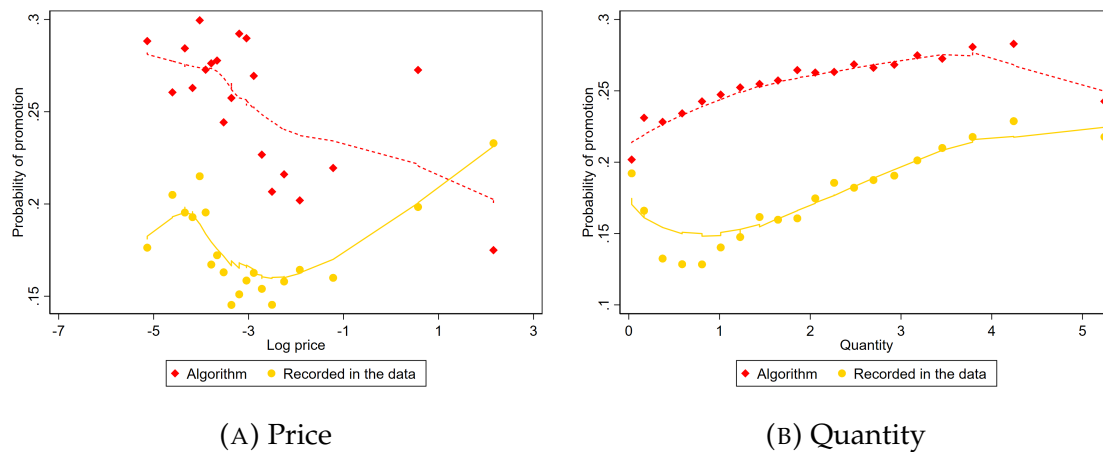 Probability of promotion
.3
.25
.2
.15
-7 -5 -3 -1 1 3
Log price
Algorithm Recorded in the data
(A) Price
Probability of promotion
.3
.25
.2
.15
.1
0 1 2 3 4 5
Quantity
Algorithm Recorded in the data
(B) Quantity